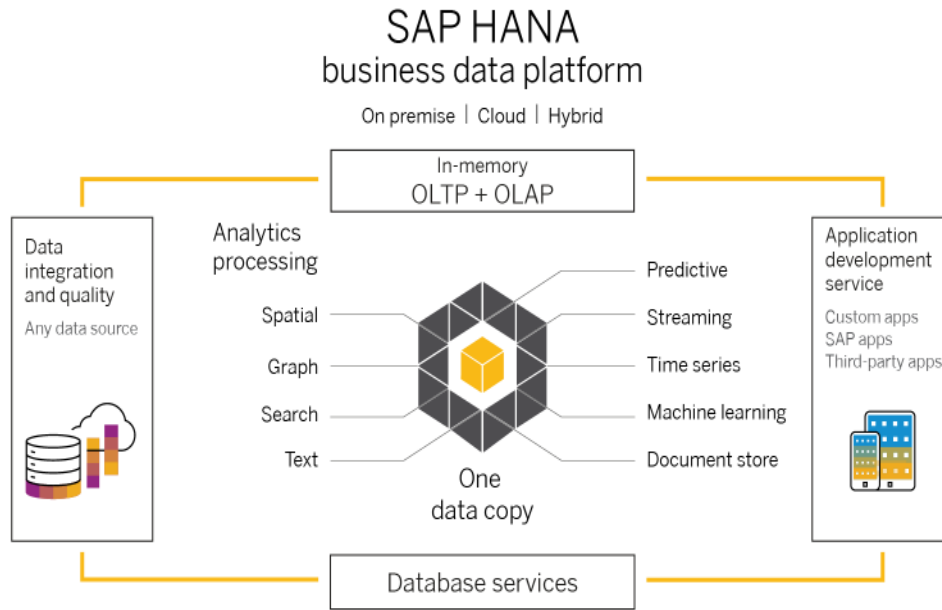 SAP HANA
business data platform
On premise | Cloud | Hybrid
In-memory
OLTP + OLAP
Data
integration
and quality
Any data source
Analytics
processing
Spatial
Graph
Search
Text
Predictive
Streaming
Time series
Machine learning
Document store
One
data copy
Application
development
service
Custom apps
SAP apps
Third-party apps
Database services